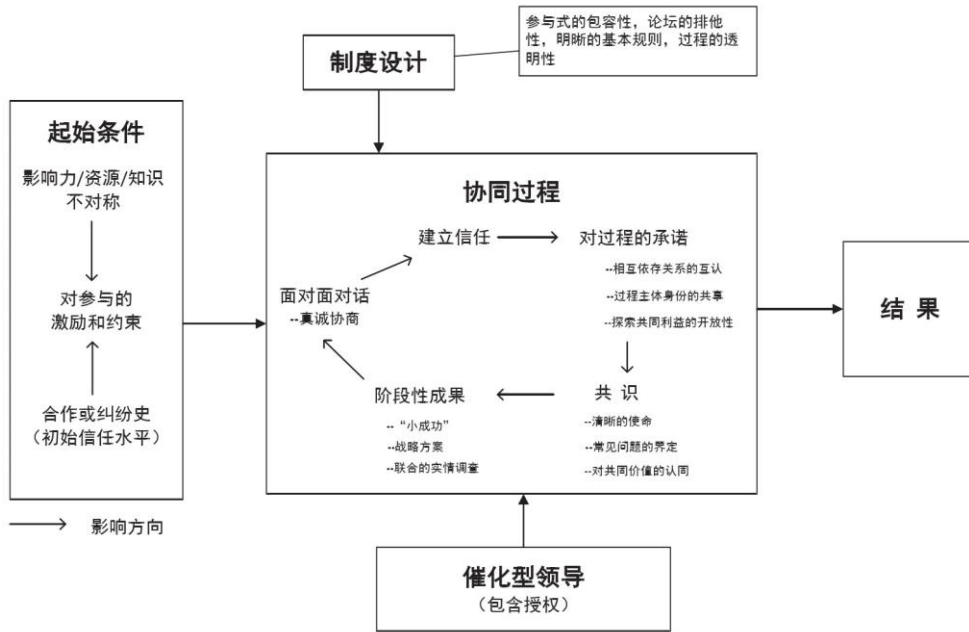 参与式的包容性，论坛的排他
性，明晰的基本规则，过程的透
明性
制度设计
起始条件
影响力/资源/知识
不对称
对参与的
激励和约束
合作或纠纷史
（初始信任水平）
影响方向
协同过程
建立信任
对过程的承诺
--相互依存关系的互认
--过程主体身份的共享
--探索共同利益的开放性
面对面对话
--真诚协商
阶段性成果
--“小成功”
--战略方案
--联合的实情调查
共 识
--清晰的使命
--常见问题的界定
--对共同价值的认同
结 果
催化型领导
（包含授权）